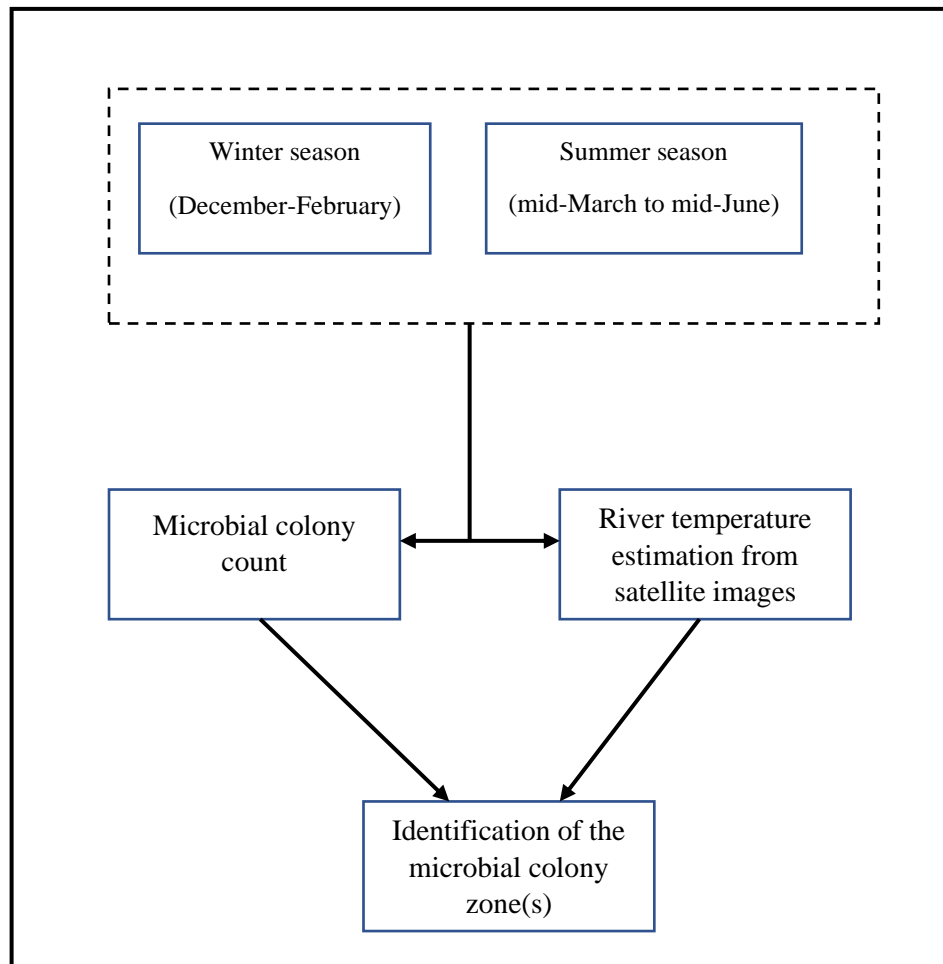 Winter season
(December-February)
Summer season
(mid-March to mid-June)
Microbial colony
count
River temperature
estimation from
satellite images
Identification of the
microbial colony
zone(s)